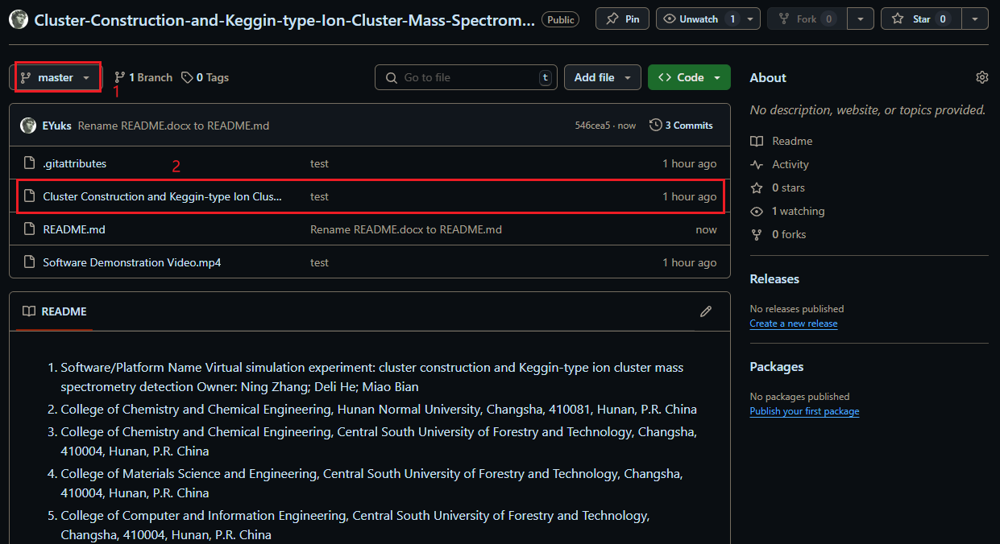 Cluster-Construction-and-Keggin-type-Ion-Cluster-Mass-Spectrom... Public Pin Unwatch 1 Fork 0 Star 0
master 1 Branch 0 Tags Go to file t Add file Code
1
EYuks Rename README.docx to README.md 546cea5 · now 3 Commits
.gitattributes test 1 hour ago
2
Cluster Construction and Keggin-type Ion Clus... test 1 hour ago
README.md Rename README.docx to README.md now
Software Demonstration Video.mp4 test 1 hour ago
README
1. Software/Platform Name Virtual simulation experiment: cluster construction and Keggin-type ion cluster mass
spectrometry detection Owner: Ning Zhang; Deli He; Miao Bian
2. College of Chemistry and Chemical Engineering, Hunan Normal University, Changsha, 410081, Hunan, P.R. China
3. College of Chemistry and Chemical Engineering, Central South University of Forestry and Technology, Changsha,
410004, Hunan, P.R. China
4. College of Materials Science and Engineering, Central South University of Forestry and Technology, Changsha,
410004, Hunan, P.R. China
5. College of Computer and Information Engineering, Central South University of Forestry and Technology,
Changsha, 410004, Hunan, P.R. China
About
No description, website, or topics provided.
Readme
Activity
0 stars
1 watching
0 forks
Releases
No releases published
Create a new release
Packages
No packages published
Publish your first package